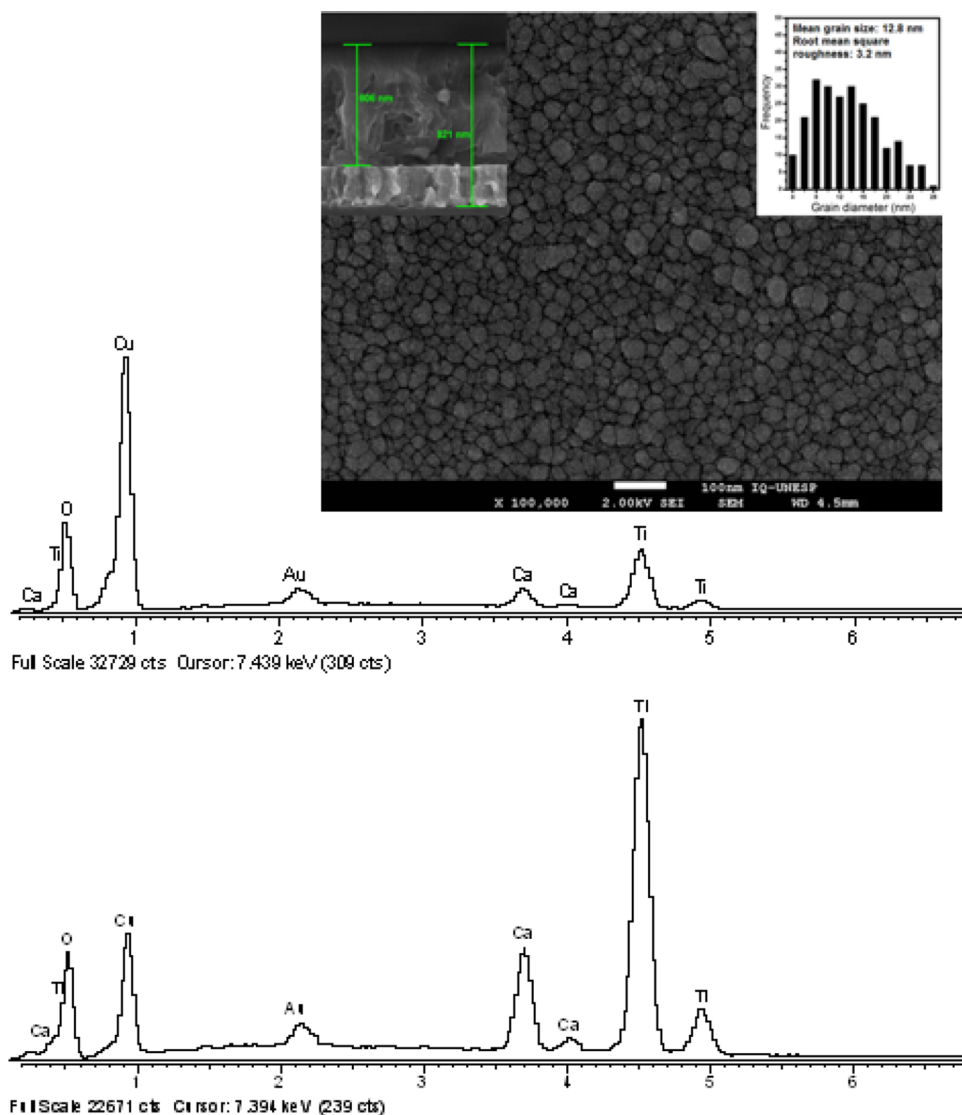 Mean grain size: 12.8 nm
Root mean square
roughness: 3.2 nm
Frequency
Grain diameter (nm)
821 nm
X 100,000 2.00kV SEI SEM WD 4.5mm
100nm IQ-UNESP
Cu
O
Ti
Ca
Au
Ca
Ca
Ti
Ti
1 2 3 4 5 6
Full Scale 32729 cts Cursor: 7.439 keV (309 cts)
Ti
Cu
O
Ti
Ca
Au
Ca
Ca
Ti
1 2 3 4 5 6
Full Scale 22671 cts Cursor: 7.394 keV (239 cts)